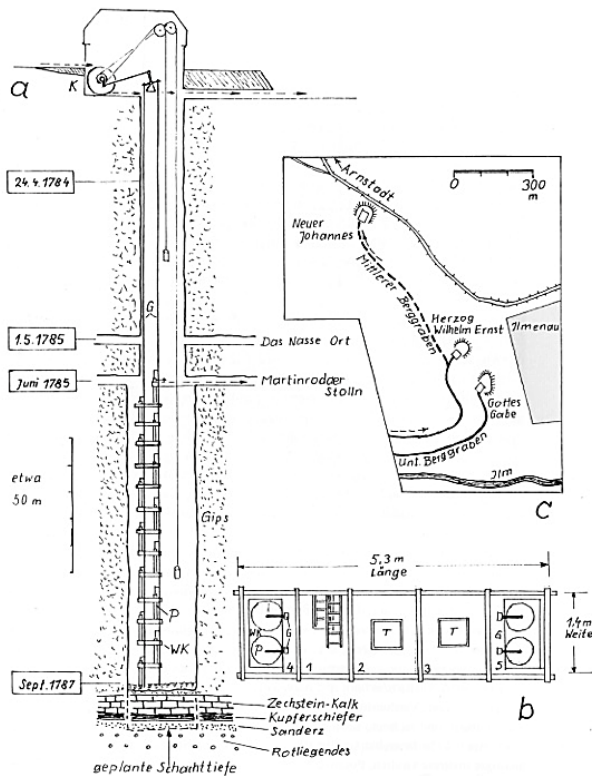 a
K
24.4.1784
G
1.5.1785
Das Nasse Ort
Juni 1785
Martinrodaer
Stolln
etwa
50 m
Gips
P
WK
Sept. 1787
Zechstein-Kalk
Kupferschiefer
Sanderz
Rotliegendes
geplante Schachttiefe
Arnstadt
0 300
m
Neuer
Johannes
Mittlerer Berggraben
Herzog
Wilhelm Ernst
Ilmenau
Gottes
Gabe
Unt. Berggraben
Ilm
c
5,3 m
Länge
WK
G
T
T
G
P
P
4 1 2 3 5
1.4 m
Weite
b